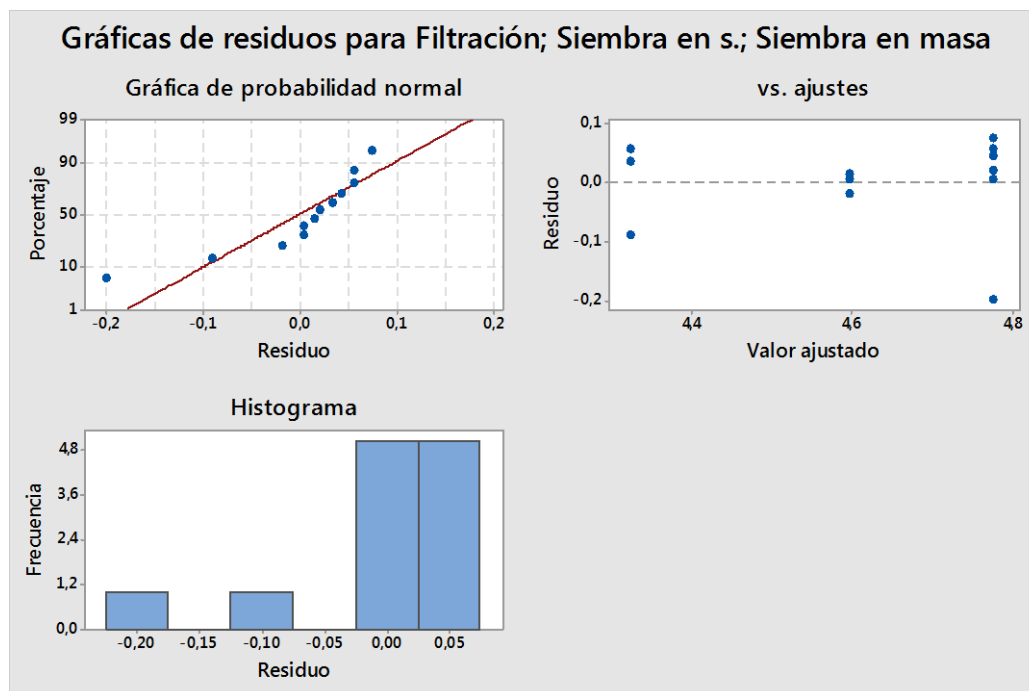 Gráficas de residuos para Filtración; Siembra en s.; Siembra en masa
Gráfica de probabilidad normal
99
90
50
10
1
Porcentaje
-0,2
-0,1
0,0
0,1
0,2
Residuo
vs. ajustes
0,1
0,0
-0,1
-0,2
Residuo
4,4
4,6
4,8
Valor ajustado
Histograma
4,8
3,6
2,4
1,2
0,0
Frecuencia
-0,20
-0,15
-0,10
-0,05
0,00
0,05
Residuo